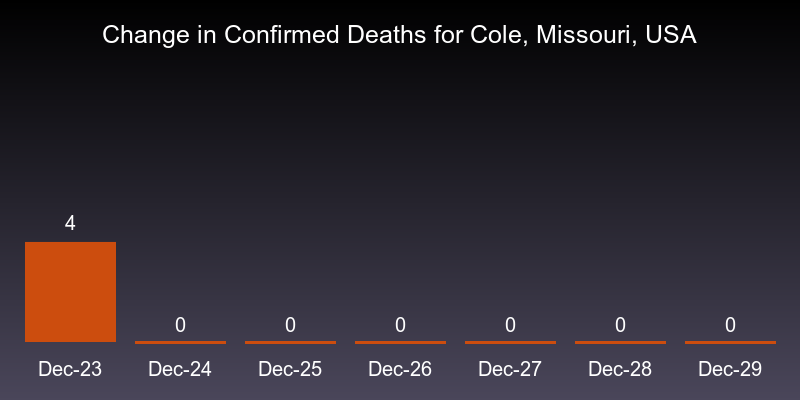 Change in Confirmed Deaths for Cole, Missouri, USA
4
0 0 0 0 0 0
Dec-23 Dec-24 Dec-25 Dec-26 Dec-27 Dec-28 Dec-29